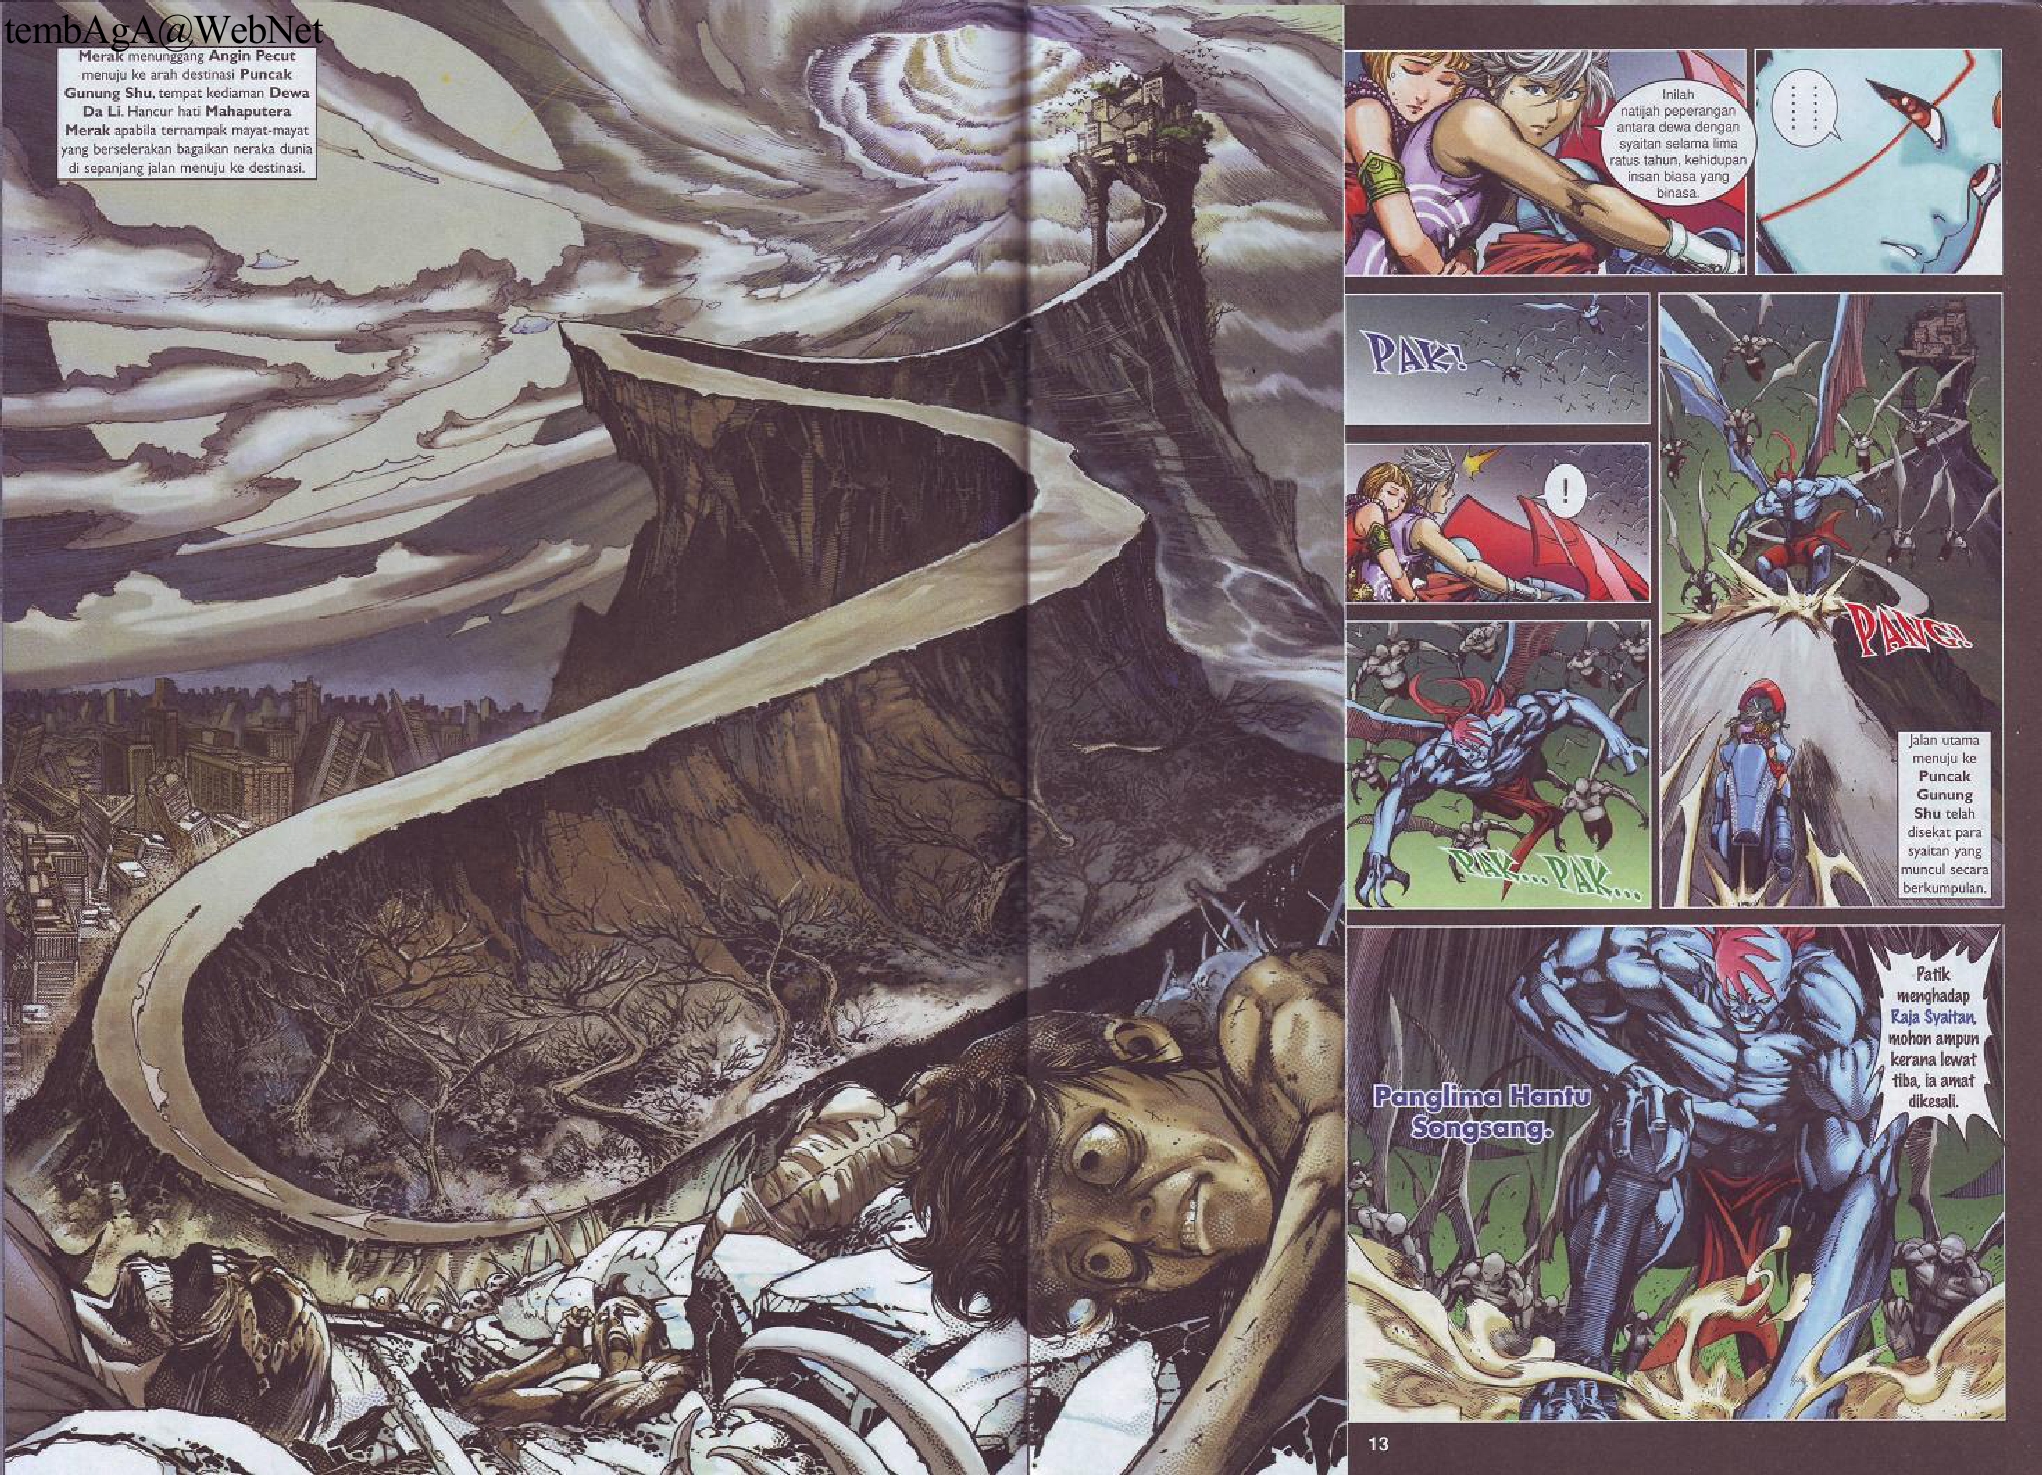 tembAgA@WebNet
Merak menunggang Angin Pecut
menuju ke arah destinasi Puncak
Gunung Shu, tempat kediaman Dewa
Da Li. Hancur hati Mahaputera
Merak apabila ternampak mayat-mayat
yang berselerakan bagaikan neraka dunia
di sepanjang jalan menuju ke destinasi.
Inilah
natijah peperangan
antara dewa dengan
syaitan selama lima
ratus tahun, kehidupan
insan biasa yang
binasa.
PAK!
!
PAK... PAK...
PANG!
Jalan utama
menuju ke
Puncak
Gunung
Shu telah
disekat para
syaitan yang
muncul secara
berkumpulan.
Patik
menghadap
Raja Syaitan,
mohon ampun
kerana lewat
tiba, ia amat
dikesali.
Panglima Hantu
Songsang.
13